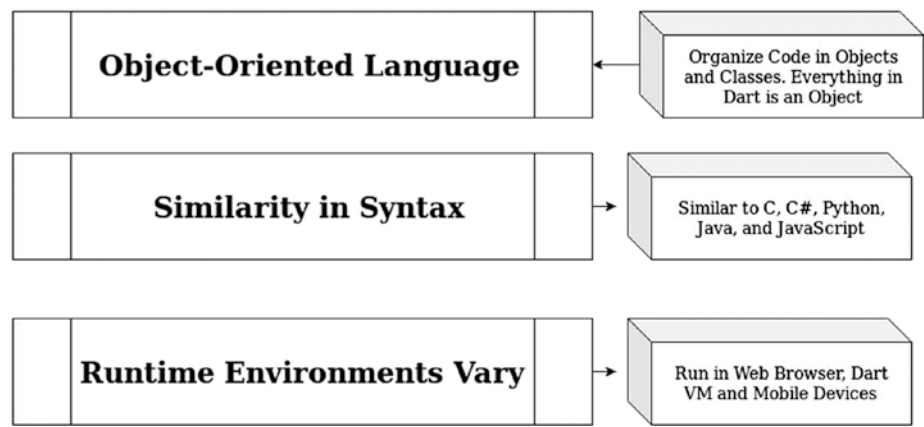 Object-Oriented Language
Organize Code in Objects
and Classes. Everything in
Dart is an Object
Similarity in Syntax
Similar to C, C#, Python,
Java, and JavaScript
Runtime Environments Vary
Run in Web Browser, Dart
VM and Mobile Devices